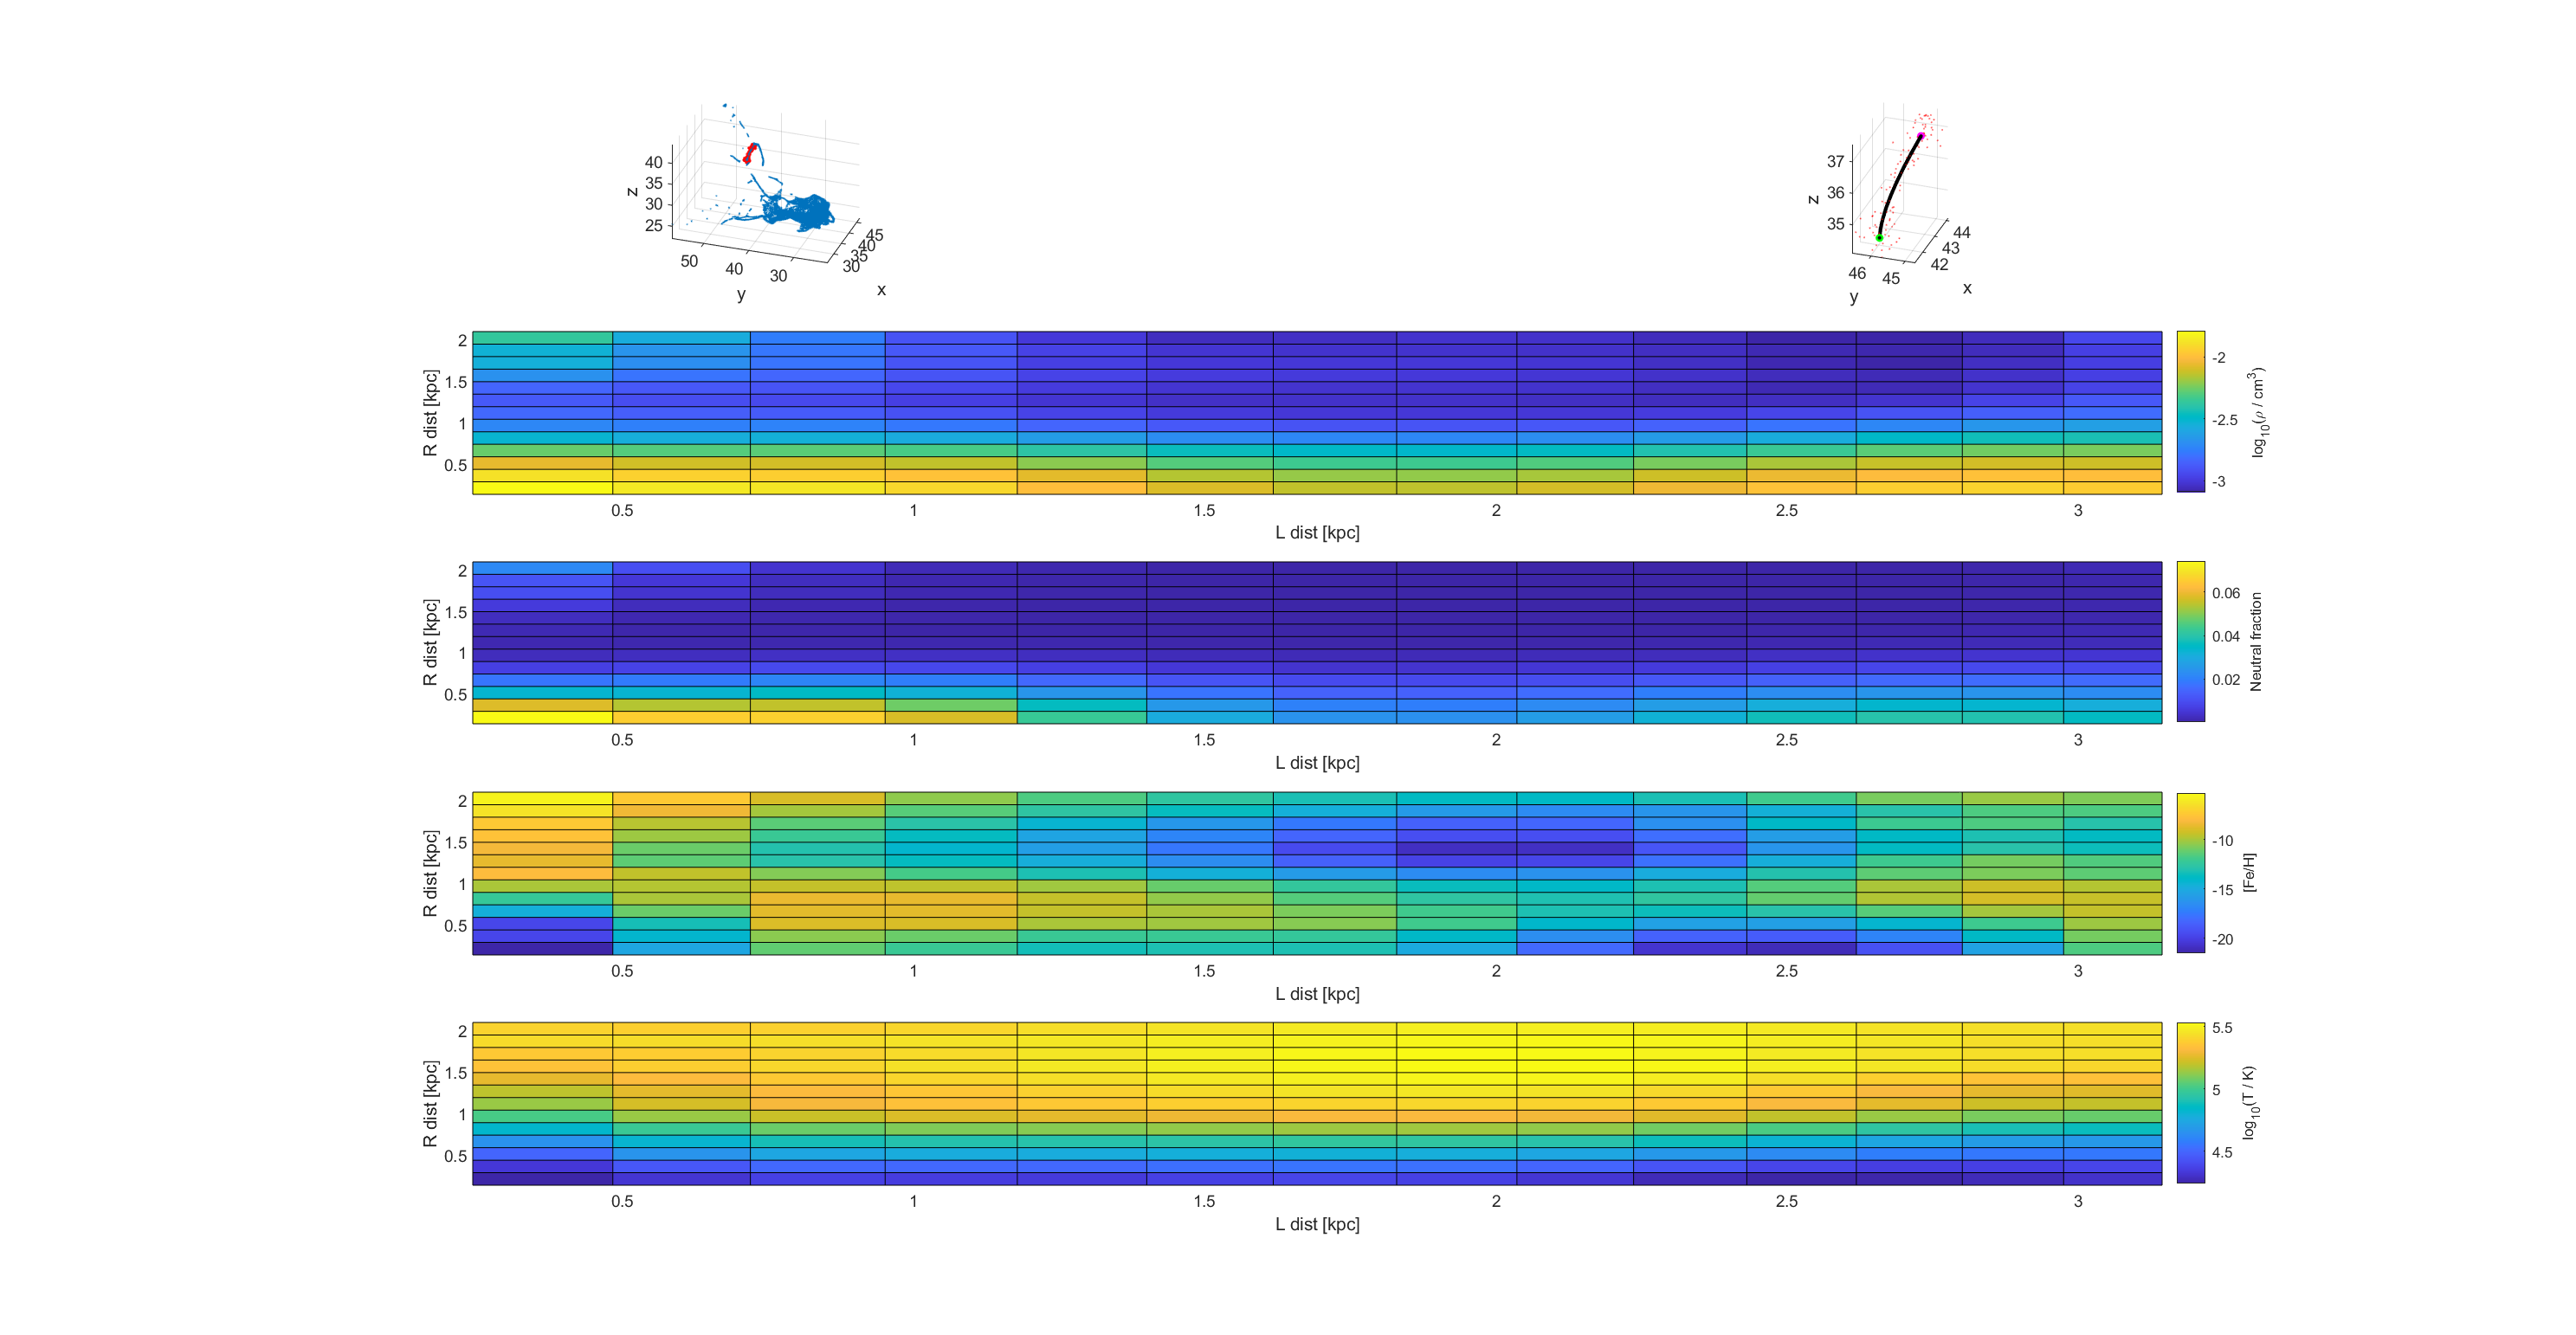 40
35
30
25
z
50
40
30
y
45
40
35
30
x
37
36
35
z
46
45
y
44
43
42
x
2
1.5
1
0.5
R dist [kpc]
0.5 1 1.5 2 2.5 3
L dist [kpc]
-2
-2.5
-3
log10(ρ / cm3)
2
1.5
1
0.5
R dist [kpc]
0.5 1 1.5 2 2.5 3
L dist [kpc]
0.06
0.04
0.02
Neutral fraction
2
1.5
1
0.5
R dist [kpc]
0.5 1 1.5 2 2.5 3
L dist [kpc]
-10
-15
-20
[Fe/H]
2
1.5
1
0.5
R dist [kpc]
0.5 1 1.5 2 2.5 3
L dist [kpc]
5.5
5
4.5
log10(T / K)